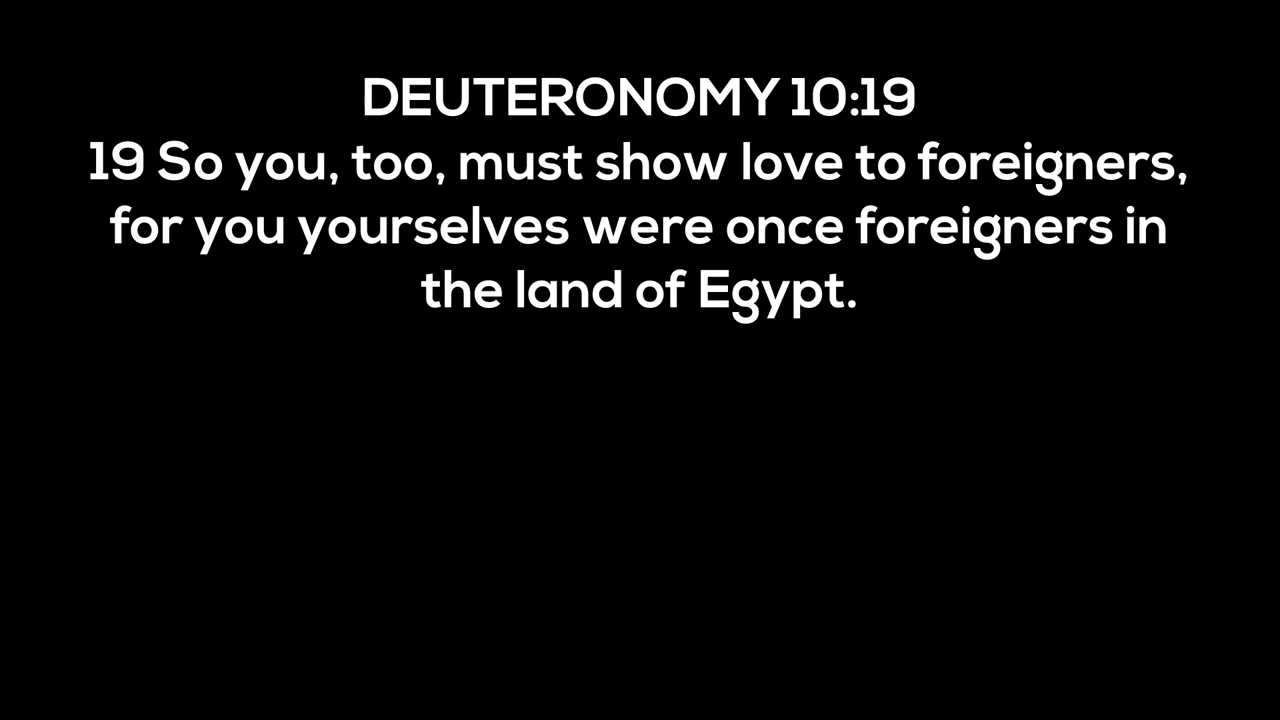 DEUTERONOMY 10:19
19 So you, too, must show love to foreigners,
for you yourselves were once foreigners in
the land of Egypt.